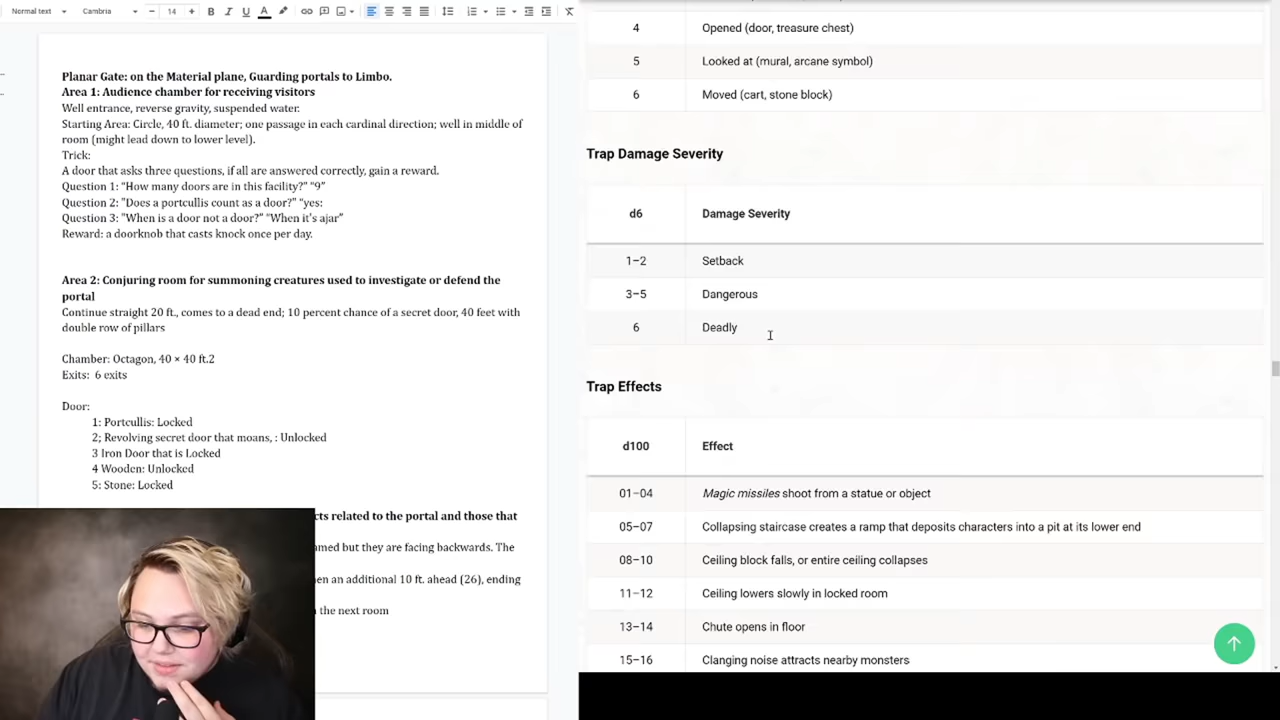 Normal text
Cambria
14
B I U A
Planar Gate: on the Material plane, Guarding portals to Limbo.
Area 1: Audience chamber for receiving visitors
Well entrance, reverse gravity, suspended water.
Starting Area: Circle, 40 ft. diameter; one passage in each cardinal direction; well in middle of
room (might lead down to lower level).
Trick:
A door that asks three questions, if all are answered correctly, gain a reward.
Question 1: “How many doors are in this facility?” “9”
Question 2: "Does a portcullis count as a door?” “yes:
Question 3: "When is a door not a door?” “When it's ajar”
Reward: a doorknob that casts knock once per day.
Area 2: Conjuring room for summoning creatures used to investigate or defend the
portal
Continue straight 20 ft., comes to a dead end; 10 percent chance of a secret door, 40 feet with
double row of pillars
Chamber: Octagon, 40 × 40 ft.2
Exits:  6 exits
Door:
1: Portcullis: Locked
2; Revolving secret door that moans, : Unlocked
3 Iron Door that is Locked
4 Wooden: Unlocked
5: Stone: Locked
cts related to the portal and those that
amed but they are facing backwards. The
en an additional 10 ft. ahead (26), ending
the next room
4 Opened (door, treasure chest)
5 Looked at (mural, arcane symbol)
6 Moved (cart, stone block)
Trap Damage Severity
d6 Damage Severity
1–2 Setback
3–5 Dangerous
6 Deadly
Trap Effects
d100 Effect
01–04 Magic missiles shoot from a statue or object
05–07 Collapsing staircase creates a ramp that deposits characters into a pit at its lower end
08–10 Ceiling block falls, or entire ceiling collapses
11–12 Ceiling lowers slowly in locked room
13–14 Chute opens in floor
15–16 Clanging noise attracts nearby monsters